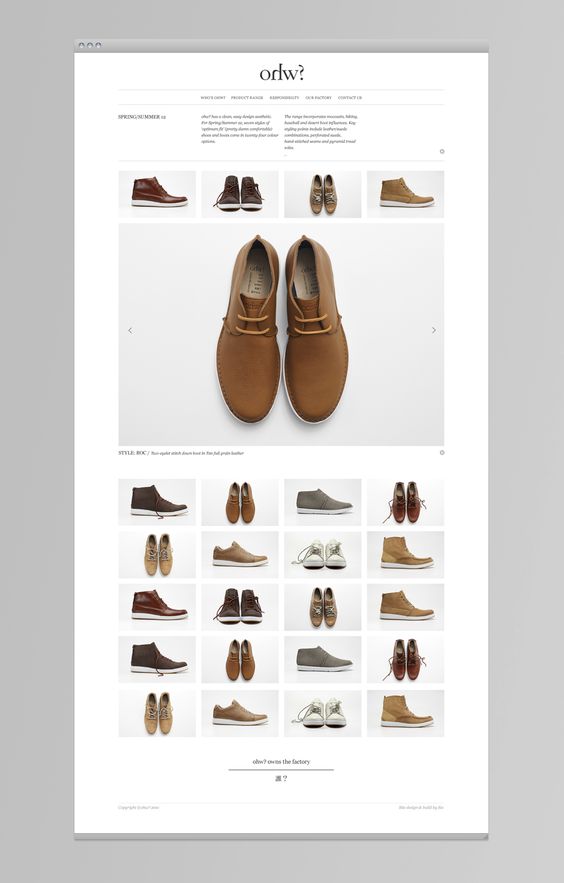 ohw?
WHO'S OHW? PRODUCT RANGE RESPONSIBILITY OUR FACTORY CONTACT US
SPRING/SUMMER 12
ohw? has a clean, easy design aesthetic.
For Spring/Summer 12, seven styles of
'optimum fit' (pretty damn comfortable)
shoes and boots come in twenty four colour
options.
The range incorporates moccasin, hiking,
baseball and desert boot influences. Key
styling points include leather/suede
combinations, perforated suede,
hand-stitched seams and pyramid tread
soles.
ohw?
STYLE: ROC / Two-eyelet stitch down boot in Tan full grain leather
ohw? owns the factory
誰?
Copyright ©ohw?
Site design & build by